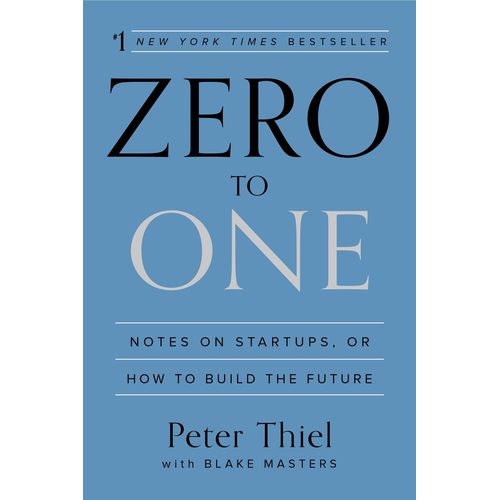 #1 NEW YORK TIMES BESTSELLER
ZERO
TO
ONE
NOTES ON STARTUPS, OR
HOW TO BUILD THE FUTURE
Peter Thiel
with BLAKE MASTERS